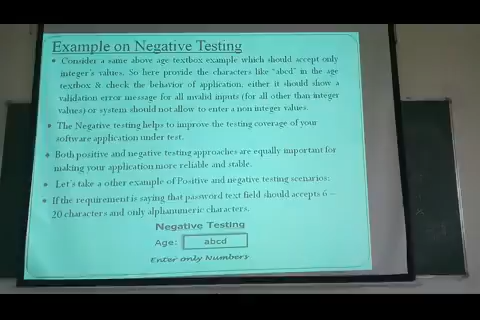 Example on Negative Testing
• Consider a same above age textbox example which should accept only
integer's values. So here provide the characters like "abcd" in the age
textbox & check the behavior of application, either it should show a
validation error message for all invalid inputs (for all other than integer
values) or system should not allow to enter a non integer values.
• The Negative testing helps to improve the testing coverage of your
software application under test.
• Both positive and negative testing approaches are equally important for
making your application more reliable and stable.
• Let's take a other example of Positive and negative testing scenarios:
• If the requirement is saying that password text field should accepts 6 –
20 characters and only alphanumeric characters.
Negative Testing
Age: abcd
Enter only Numbers